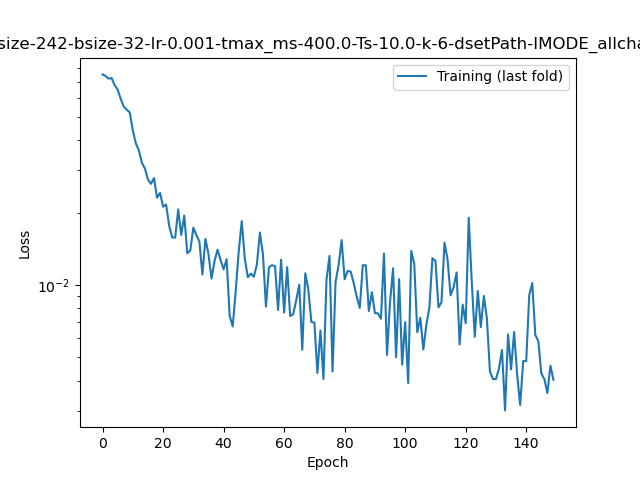 size-242-bsize-32-lr-0.001-tmax_ms-400.0-Ts-10.0-k-6-dsetPath-IMODE_allcha
Training (last fold)
Loss
10⁻²
0 20 40 60 80 100 120 140
Epoch